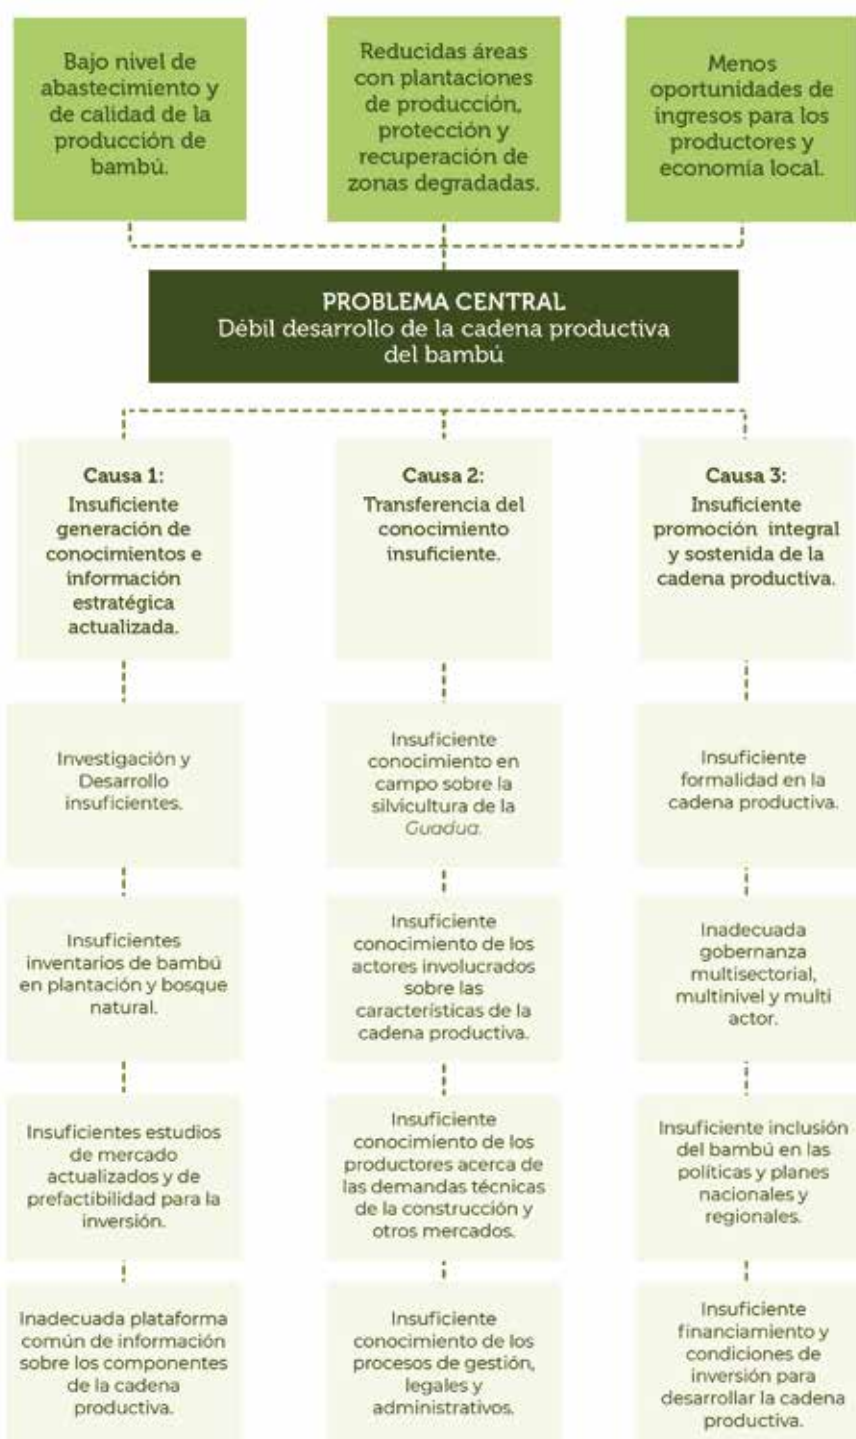 Bajo nivel de
abastecimiento y
de calidad de la
producción de
bambú.
Reducidas áreas
con plantaciones
de producción,
protección y
recuperación de
zonas degradadas.
Menos
oportunidades de
ingresos para los
productores y
economía local.
PROBLEMA CENTRAL
Débil desarrollo de la cadena productiva
del bambú
Causa 1:
Insuficiente
generación de
conocimientos e
información
estratégica
actualizada.
Investigación y
Desarrollo
insuficientes.
Insuficientes
inventarios de bambú
en plantación y bosque
natural.
Insuficientes estudios
de mercado
actualizados y de
prefactibilidad para la
inversión.
Inadecuada plataforma
común de información
sobre los componentes
de la cadena
productiva.
Causa 2:
Transferencia del
conocimiento
insuficiente.
Insuficiente
conocimiento en
campo sobre la
silvicultura de la
Guadua.
Insuficiente
conocimiento de los
actores involucrados
sobre las
características de la
cadena productiva.
Insuficiente
conocimiento de los
productores acerca de
las demandas técnicas
de la construcción y
otros mercados.
Insuficiente
conocimiento de los
procesos de gestión,
legales y
administrativos.
Causa 3:
Insuficiente
promoción integral
y sostenida de la
cadena productiva.
Insuficiente
formalidad en la
cadena productiva.
Inadecuada
gobernanza
multisectorial,
multinivel y multi
actor.
Insuficiente inclusión
del bambú en las
políticas y planes
nacionales y
regionales.
Insuficiente
financiamiento y
condiciones de
inversión para
desarrollar la cadena
productiva.